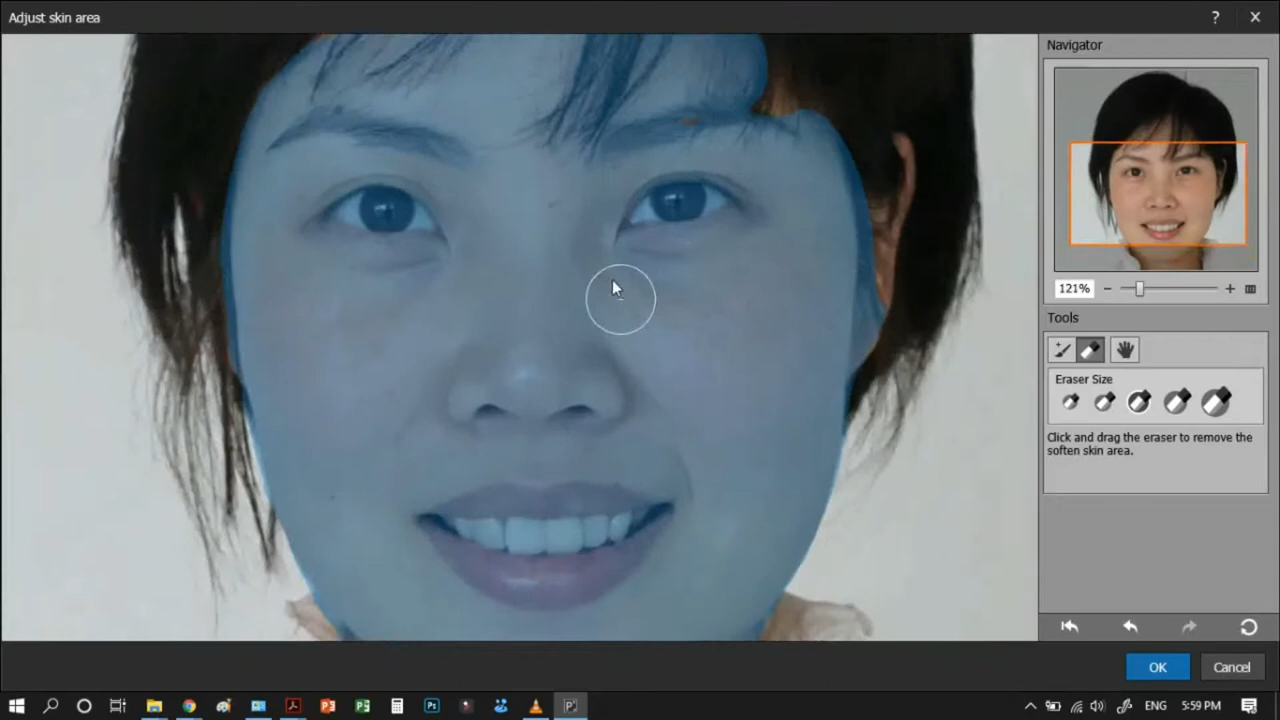 Adjust skin area
?
Navigator
121%
Tools
Eraser Size
Click and drag the eraser to remove the
soften skin area.
OK
Cancel
ENG
5:59 PM